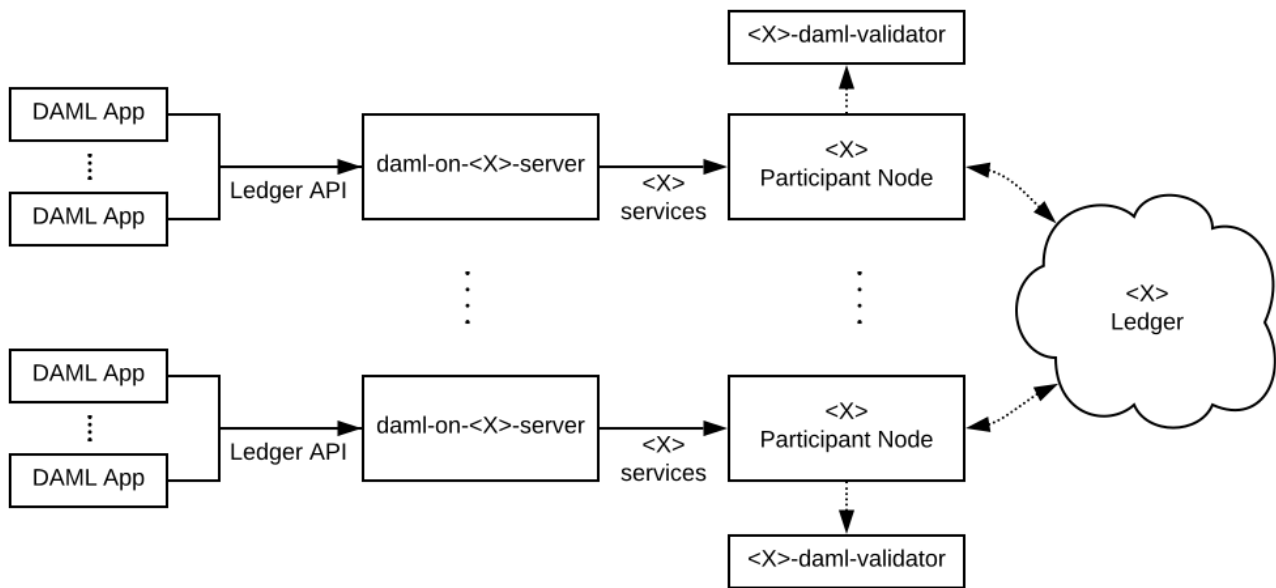 <X>-daml-validator
DAML App
DAML App
Ledger API
daml-on-<X>-server
<X>
services
<X>
Participant Node
<X>
Ledger
DAML App
DAML App
Ledger API
daml-on-<X>-server
<X>
services
<X>
Participant Node
<X>-daml-validator